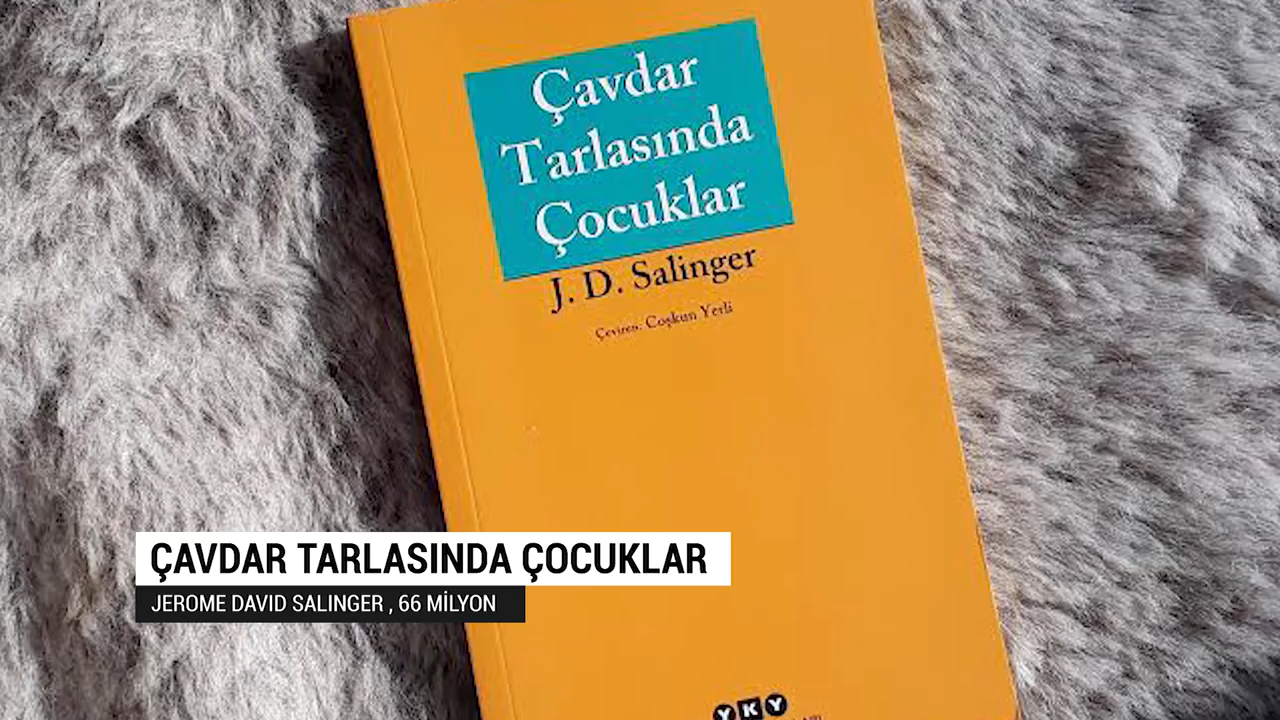 Çavdar
Tarlasında
Çocuklar
J. D. Salinger
Çeviren: Coşkun Yerli
ÇAVDAR TARLASINDA ÇOCUKLAR
JEROME DAVID SALINGER , 66 MİLYON
YKY